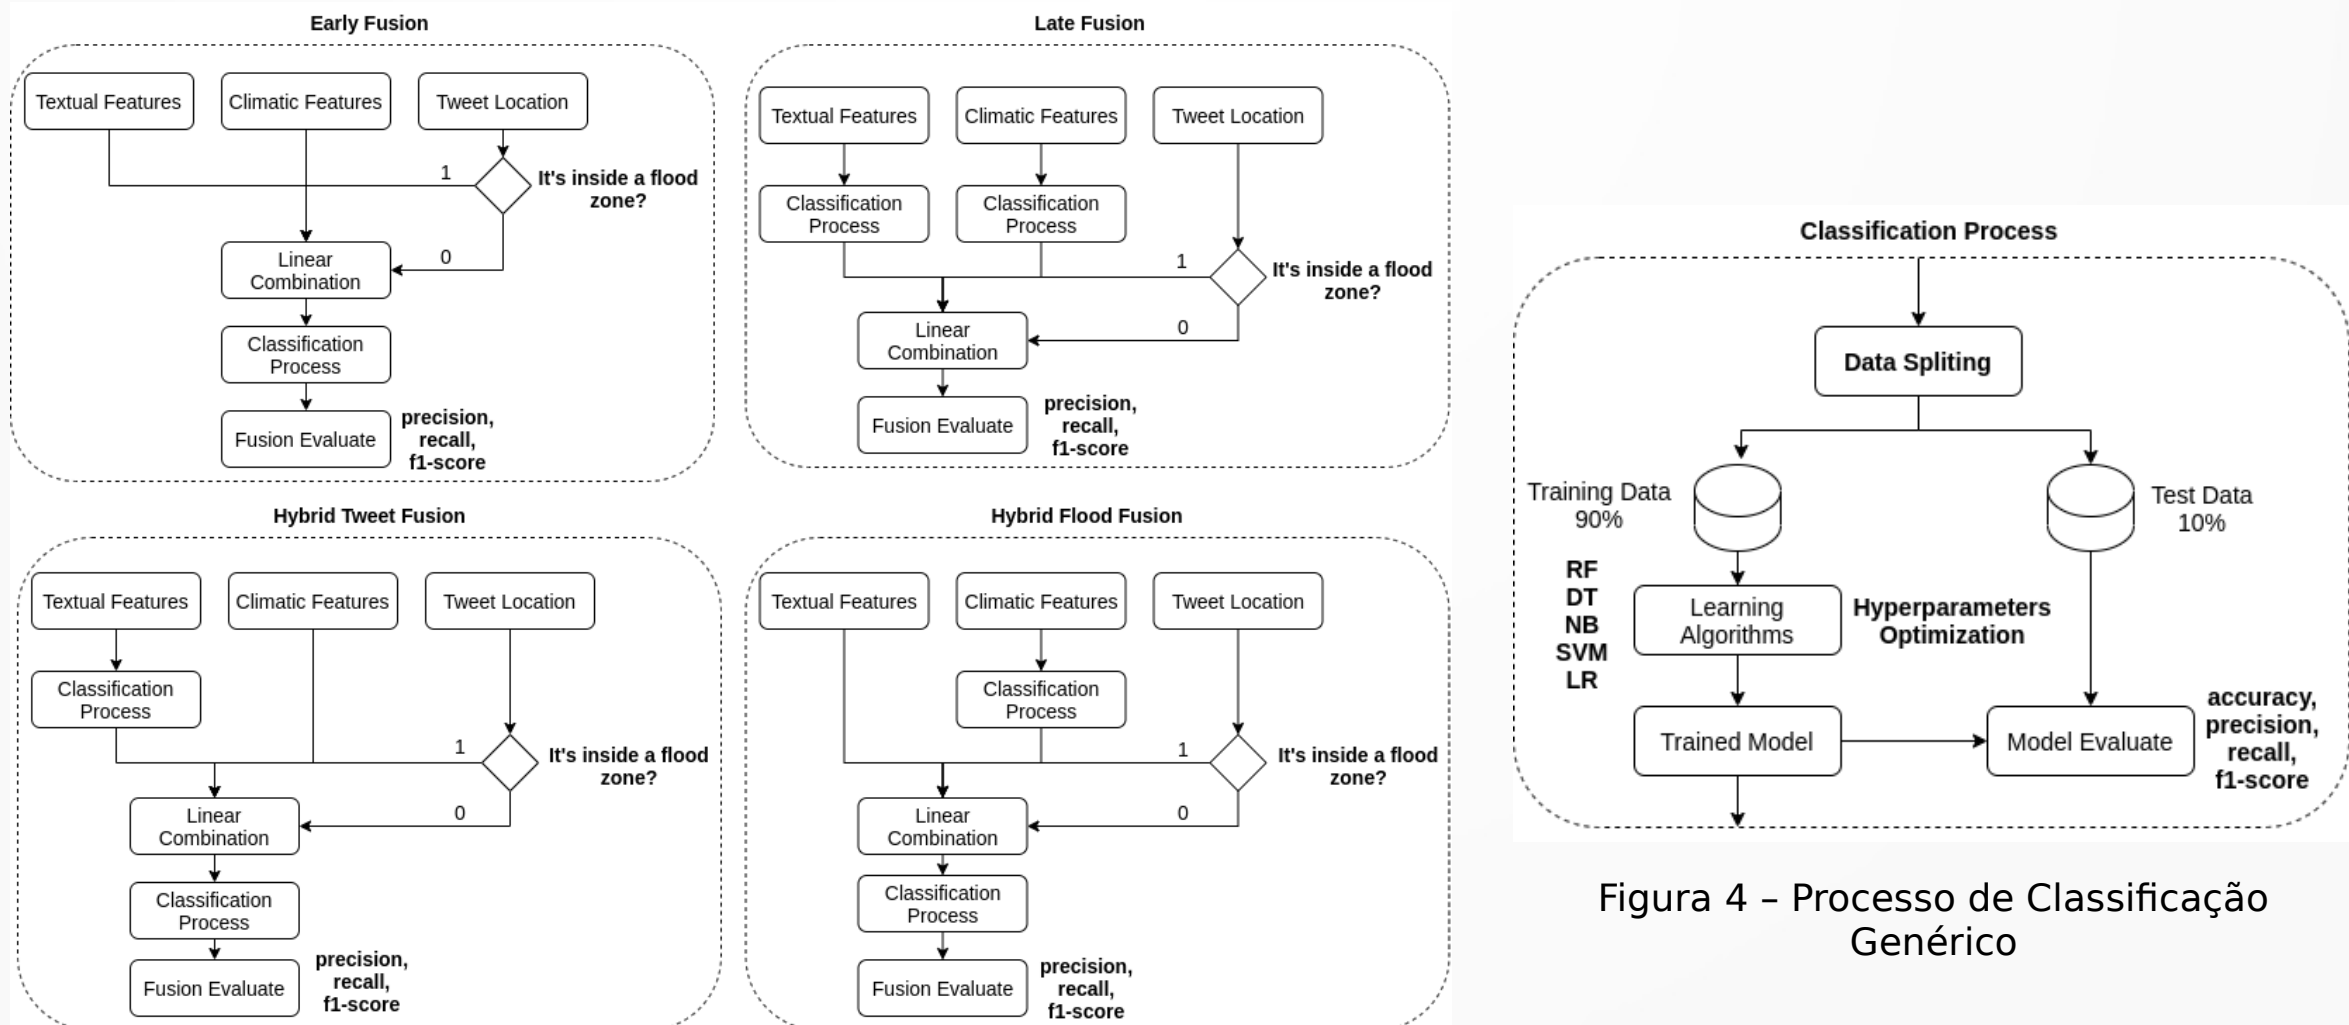 Early Fusion
Textual Features
Climatic Features
Tweet Location
1
It's inside a flood
zone?
0
Linear
Combination
Classification
Process
Fusion Evaluate
precision,
recall,
f1-score
Late Fusion
Textual Features
Climatic Features
Tweet Location
Classification
Process
Classification
Process
1
It's inside a flood
zone?
0
Linear
Combination
Fusion Evaluate
precision,
recall,
f1-score
Hybrid Tweet Fusion
Textual Features
Climatic Features
Tweet Location
Classification
Process
1
It's inside a flood
zone?
0
Linear
Combination
Classification
Process
Fusion Evaluate
precision,
recall,
f1-score
Hybrid Flood Fusion
Textual Features
Climatic Features
Tweet Location
Classification
Process
1
It's inside a flood
zone?
0
Linear
Combination
Classification
Process
Fusion Evaluate
precision,
recall,
f1-score
Classification Process
Data Spliting
Training Data
90%
Test Data
10%
RF
DT
NB
SVM
LR
Learning
Algorithms
Hyperparameters
Optimization
Trained Model
Model Evaluate
accuracy,
precision,
recall,
f1-score
Figura 4 – Processo de Classificação
Genérico